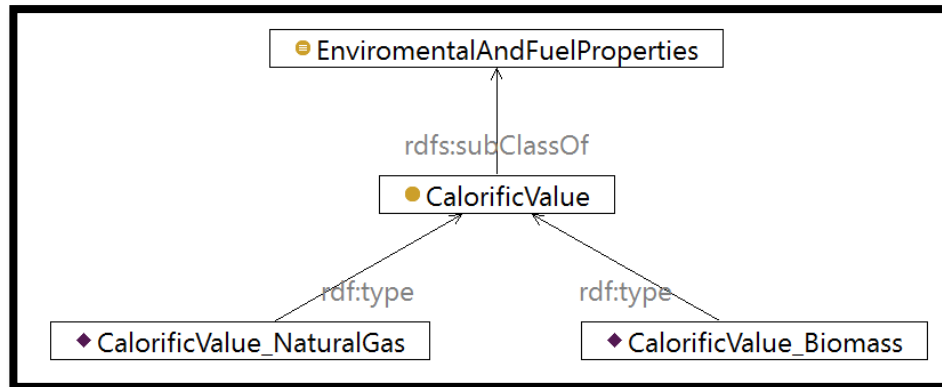 EnviromentalAndFuelProperties
rdfs:subClassOf
CalorificValue
rdf:type
rdf:type
CalorificValue_NaturalGas
CalorificValue_Biomass